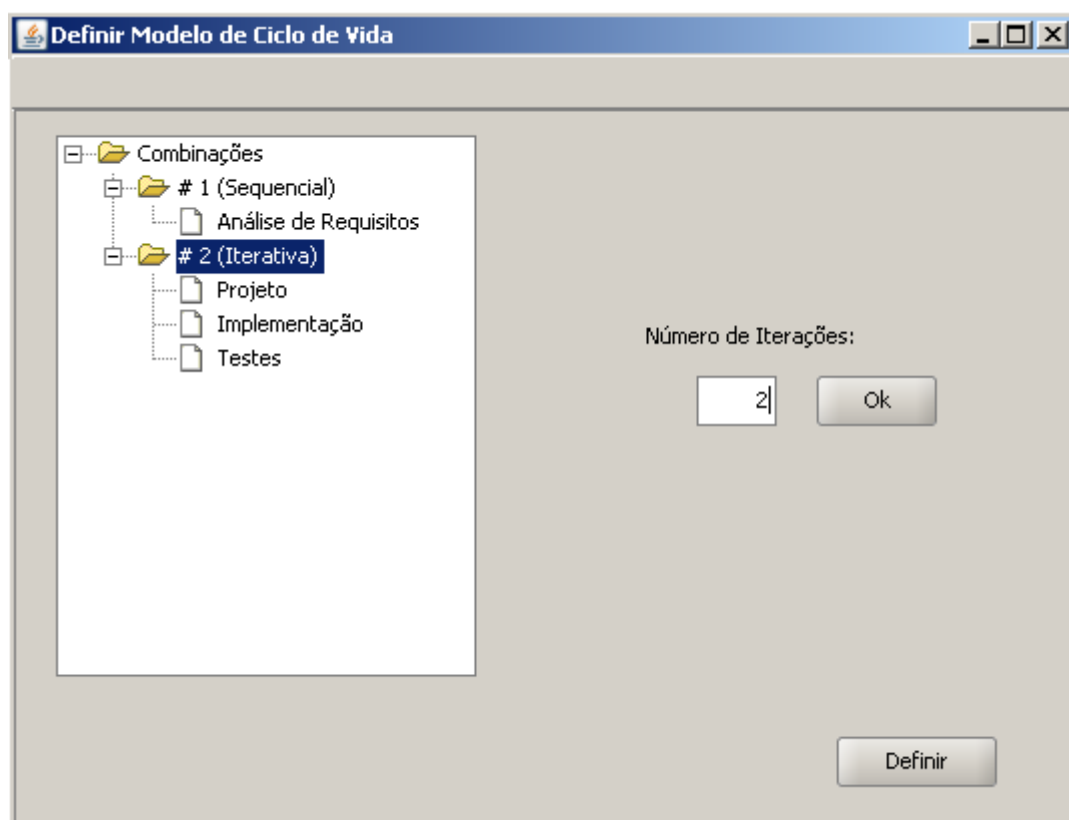 Definir Modelo de Ciclo de Vida
Combinações
# 1 (Sequencial)
Análise de Requisitos
# 2 (Iterativa)
Projeto
Implementação
Testes
Número de Iterações:
2
Ok
Definir